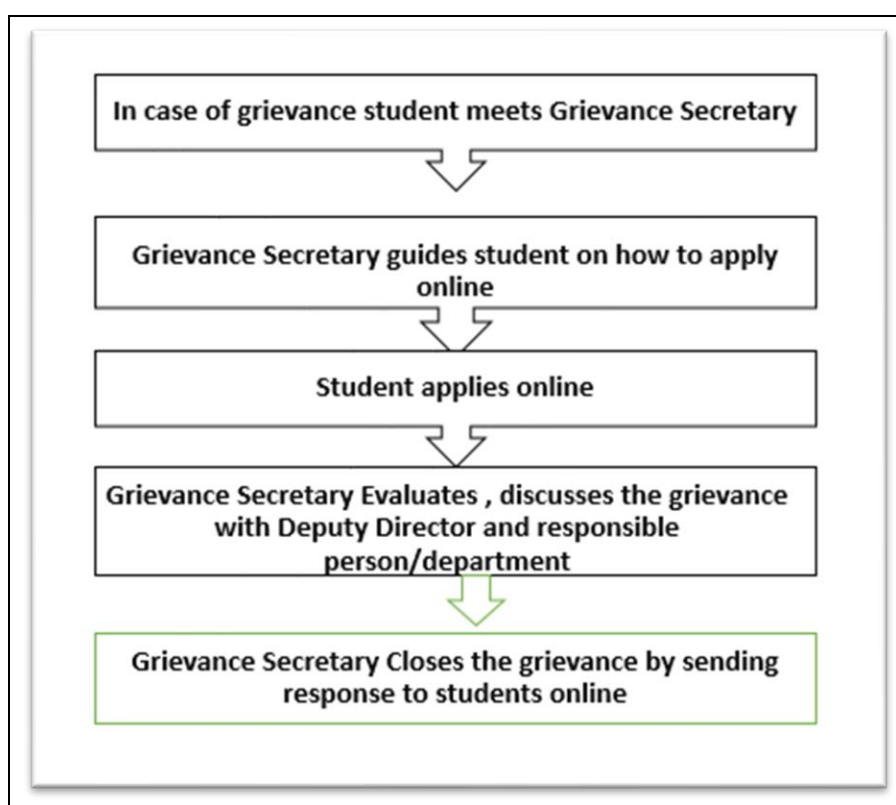 In case of grievance student meets Grievance Secretary
Grievance Secretary guides student on how to apply
online
Student applies online
Grievance Secretary Evaluates , discusses the grievance
with Deputy Director and responsible
person/department
Grievance Secretary Closes the grievance by sending
response to students online